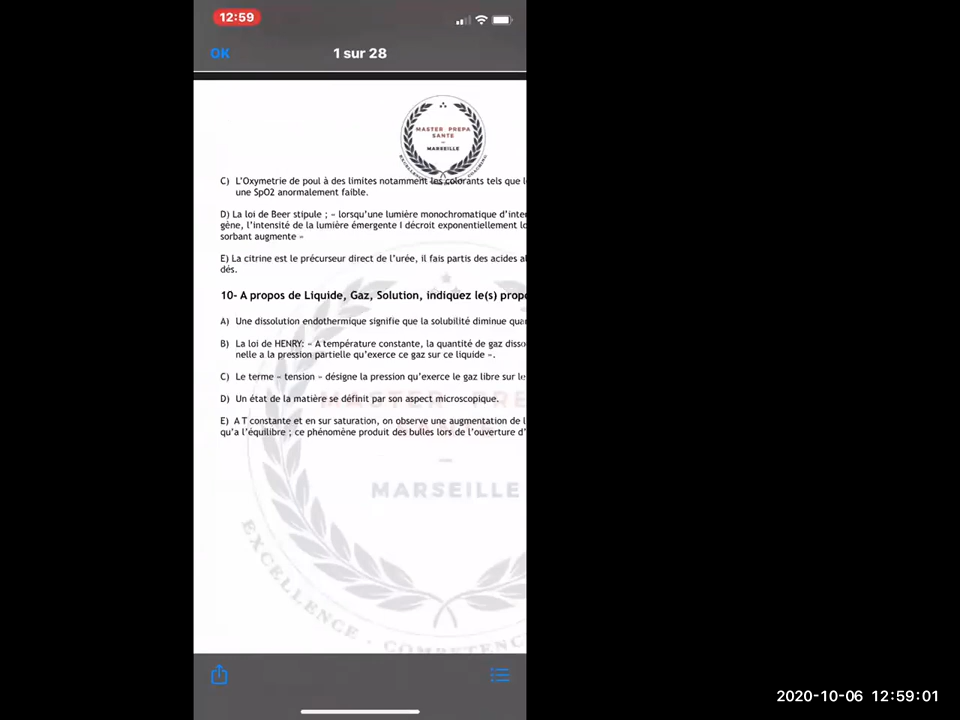 12:59
OK
1 sur 28
MASTER PREPA
SANTE
MARSEILLE
C) L'Oxymetrie de poul à des limites notamment les colorants tels que
une SpO2 anormalement faible.
D) La loi de Beer stipule ; « lorsqu'une lumière monochromatique
gène, l'intensité de la lumière émergente I décroit exponentiellement
sorbant augmente »
E) La citrine est le précurseur direct de l'urée, il fais partis des acides
dés.
10- A propos de Liquide, Gaz, Solution, indiquez le(s)
A) Une dissolution endothermique signifie que la solubilité diminue
B) La loi de HENRY: « A température constante, la quantité de gaz
nelle a la pression partielle qu'exerce ce gaz sur ce liquide ».
C) Le terme « tension » désigne la pression qu'exerce le gaz libre sur
D) Un état de la matière se définit par son aspect microscopique.
E) A T constante et en sur saturation, on observe une augmentation de
qu'a l'équilibre ; ce phénomène produit des bulles lors de l'ouverture
MASTER PRE
MARSEILLE
EXCELLENCE · COMPETENC
2020-10-06 12:59:01